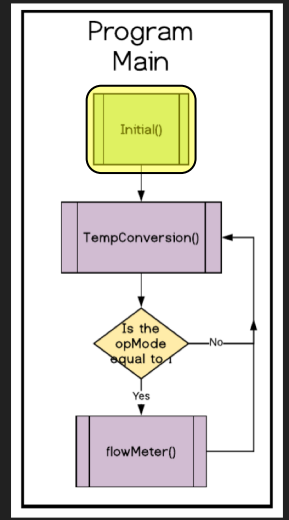 Program
Main
Initial()
TempConversion()
Is the
opMode
equal to
No
Yes
flowMeter()